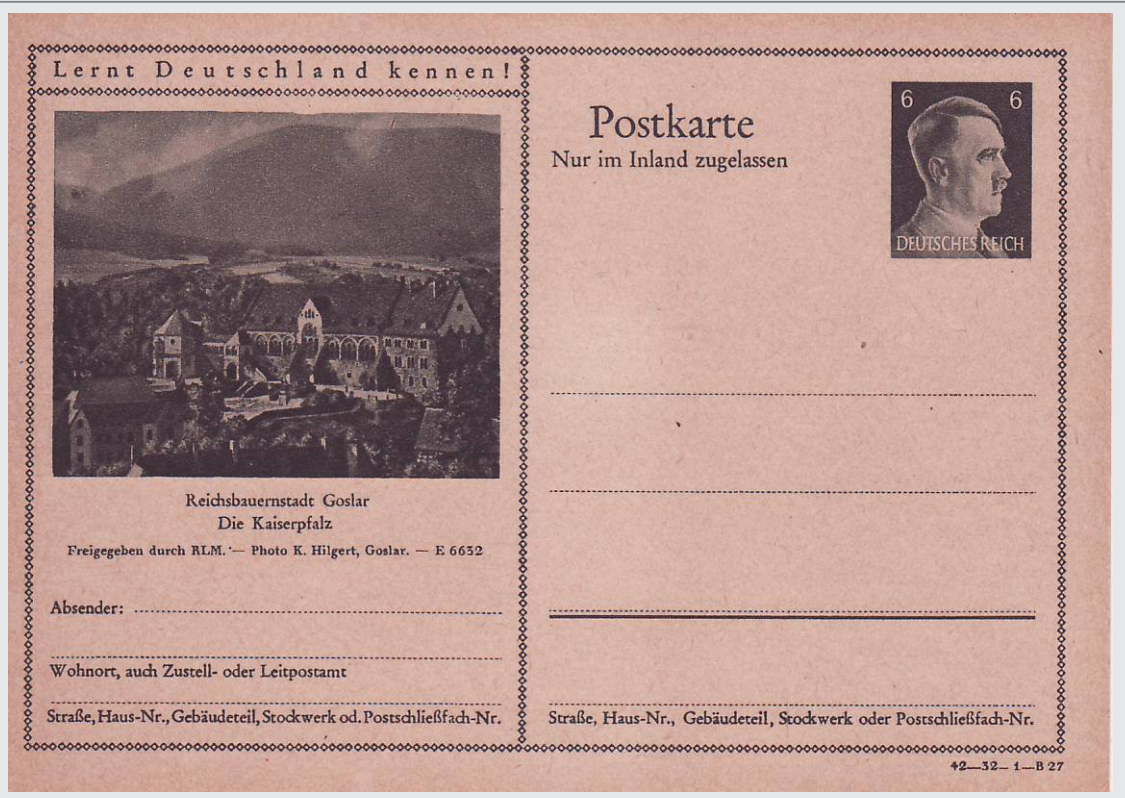 Lernt Deutschland kennen!
Reichsbauernstadt Goslar
Die Kaiserpfalz
Freigegeben durch RLM. — Photo K. Hilgert, Goslar. — E 6632
Absender:
Wohnort, auch Zustell- oder Leitpostamt
Straße, Haus-Nr., Gebäudeteil, Stockwerk od. Postschließfach-Nr.
Postkarte
Nur im Inland zugelassen
6 6
DEUTSCHES REICH
Straße, Haus-Nr., Gebäudeteil, Stockwerk oder Postschließfach-Nr.
42—32— 1—B 27